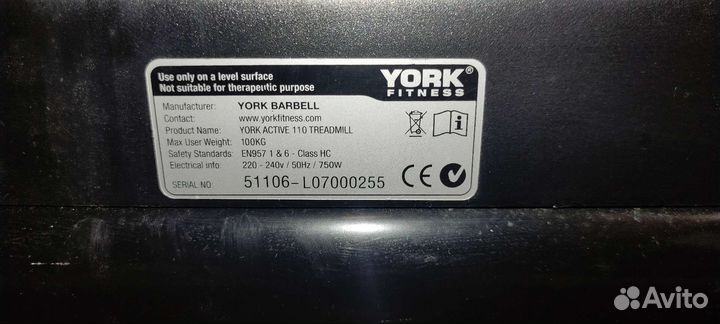 Use only on a level surface
Not suitable for therapeutic purpose
YORK®
FITNESS
Manufacturer: YORK BARBELL
Contact: www.yorkfitness.com
Product Name: YORK ACTIVE 110 TREADMILL
Max User Weight: 100KG
Safety Standards: EN957 1 & 6 - Class HC
Electrical info: 220 - 240v / 50Hz / 750W
SERIAL NO: 51106-L07000255
CE
Avito